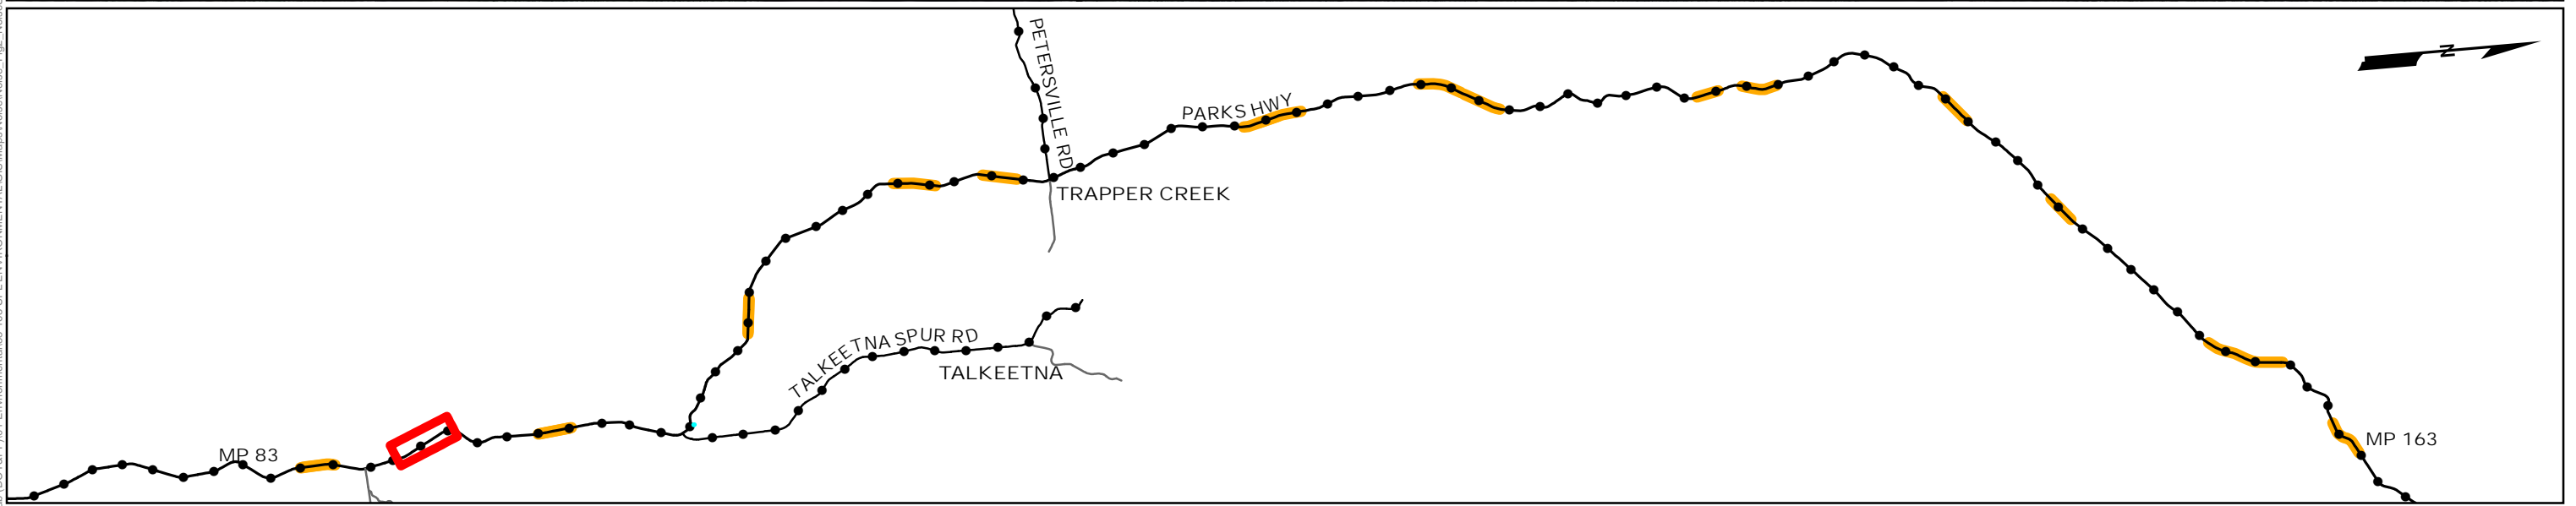 PETERSVILLE RD
PARKS HWY
N
TRAPPER CREEK
TALKEETNA SPUR RD
TALKEETNA
MP 83
MP 163